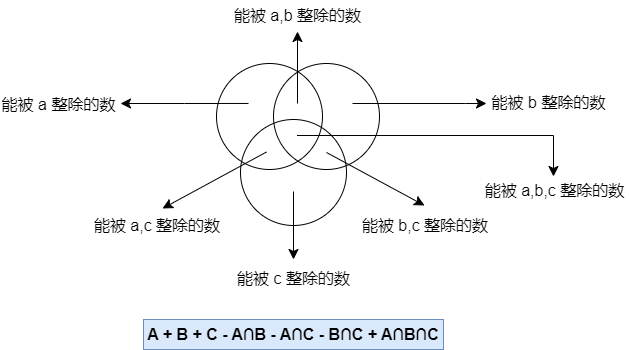 能被 a,b 整除的数
能被 a 整除的数
能被 b 整除的数
能被 a,b,c 整除的数
能被 a,c 整除的数
能被 b,c 整除的数
能被 c 整除的数
A + B + C - A∩B - A∩C - B∩C + A∩B∩C